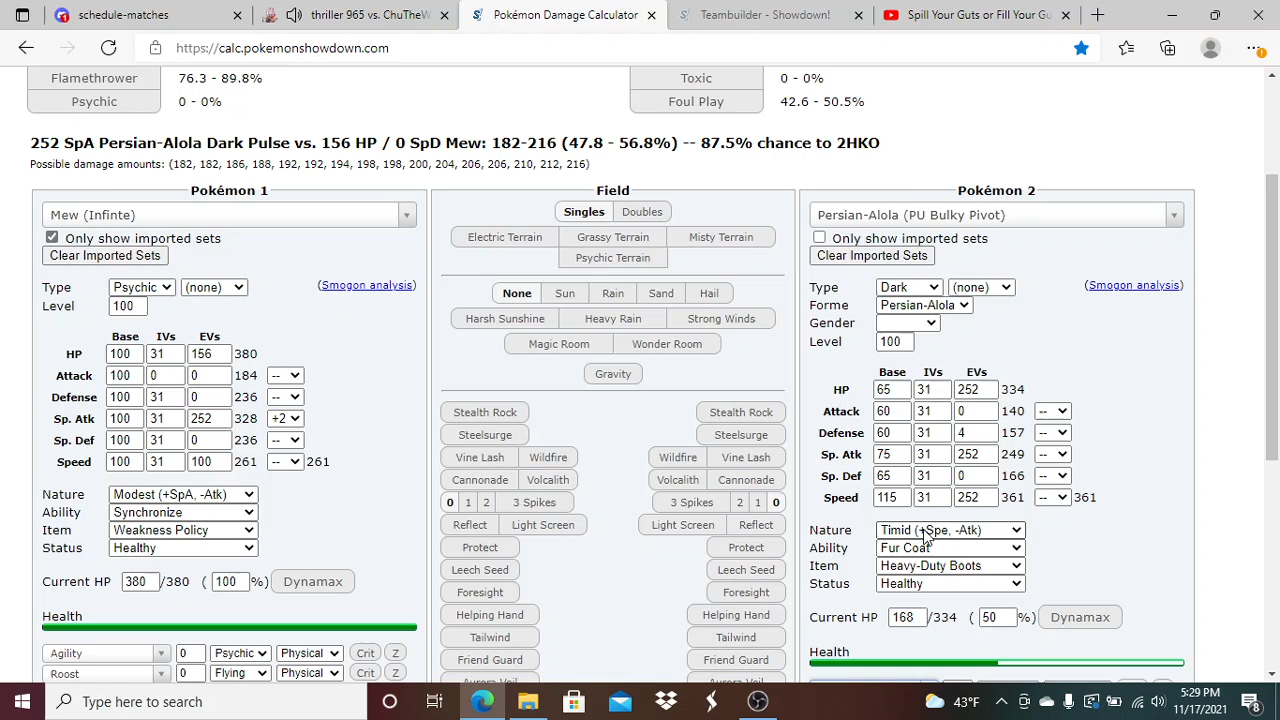 schedule-matches
thriller 965 vs. ChuTheW
Pokémon Damage Calculator
Teambuilder - Showdown!
Spill Your Guts or Fill Your Gu
https://calc.pokemonshowdown.com
Flamethrower 76.3 - 89.8% Toxic 0 - 0%
Psychic 0 - 0% Foul Play 42.6 - 50.5%
252 SpA Persian-Alola Dark Pulse vs. 156 HP / 0 SpD Mew: 182-216 (47.8 - 56.8%) -- 87.5% chance to 2HKO
Possible damage amounts: (182, 182, 186, 188, 192, 192, 194, 198, 198, 200, 204, 206, 206, 210, 212, 216)
Pokémon 1
Mew (Infinte)
Only show imported sets
Clear Imported Sets
Type Psychic (none) (Smogon analysis)
Level 100
Base IVs EVs
HP 100 31 156 380
Attack 100 0 0 184 --
Defense 100 31 0 236 --
Sp. Atk 100 31 252 328 +2
Sp. Def 100 31 0 236 --
Speed 100 31 100 261 -- 261
Nature Modest (+SpA, -Atk)
Ability Synchronize
Item Weakness Policy
Status Healthy
Current HP 380 /380 ( 100 %) Dynamax
Health
Agility 0 Psychic Physical Crit Z
Roost 0 Flying Physical Crit Z
Field
Singles Doubles
Electric Terrain Grassy Terrain Misty Terrain
Psychic Terrain
None Sun Rain Sand Hail
Harsh Sunshine Heavy Rain Strong Winds
Magic Room Wonder Room
Gravity
Stealth Rock Stealth Rock
Steelsurge Steelsurge
Vine Lash Wildfire Wildfire Vine Lash
Cannonade Volcalith Volcalith Cannonade
0 1 2 3 Spikes 3 Spikes 2 1 0
Reflect Light Screen Light Screen Reflect
Protect Protect
Leech Seed Leech Seed
Foresight Foresight
Helping Hand Helping Hand
Tailwind Tailwind
Friend Guard Friend Guard
Aurora Veil Aurora Veil
Pokémon 2
Persian-Alola (PU Bulky Pivot)
Only show imported sets
Clear Imported Sets
Type Dark (none) (Smogon analysis)
Forme Persian-Alola
Gender
Level 100
Base IVs EVs
HP 65 31 252 334
Attack 60 31 0 140 --
Defense 60 31 4 157 --
Sp. Atk 75 31 252 249 --
Sp. Def 65 31 0 166 --
Speed 115 31 252 361 -- 361
Nature Timid (+Spe, -Atk)
Ability Fur Coat
Item Heavy-Duty Boots
Status Healthy
Current HP 168 /334 ( 50 %) Dynamax
Health
Type here to search
43°F
5:29 PM
11/17/2021
8